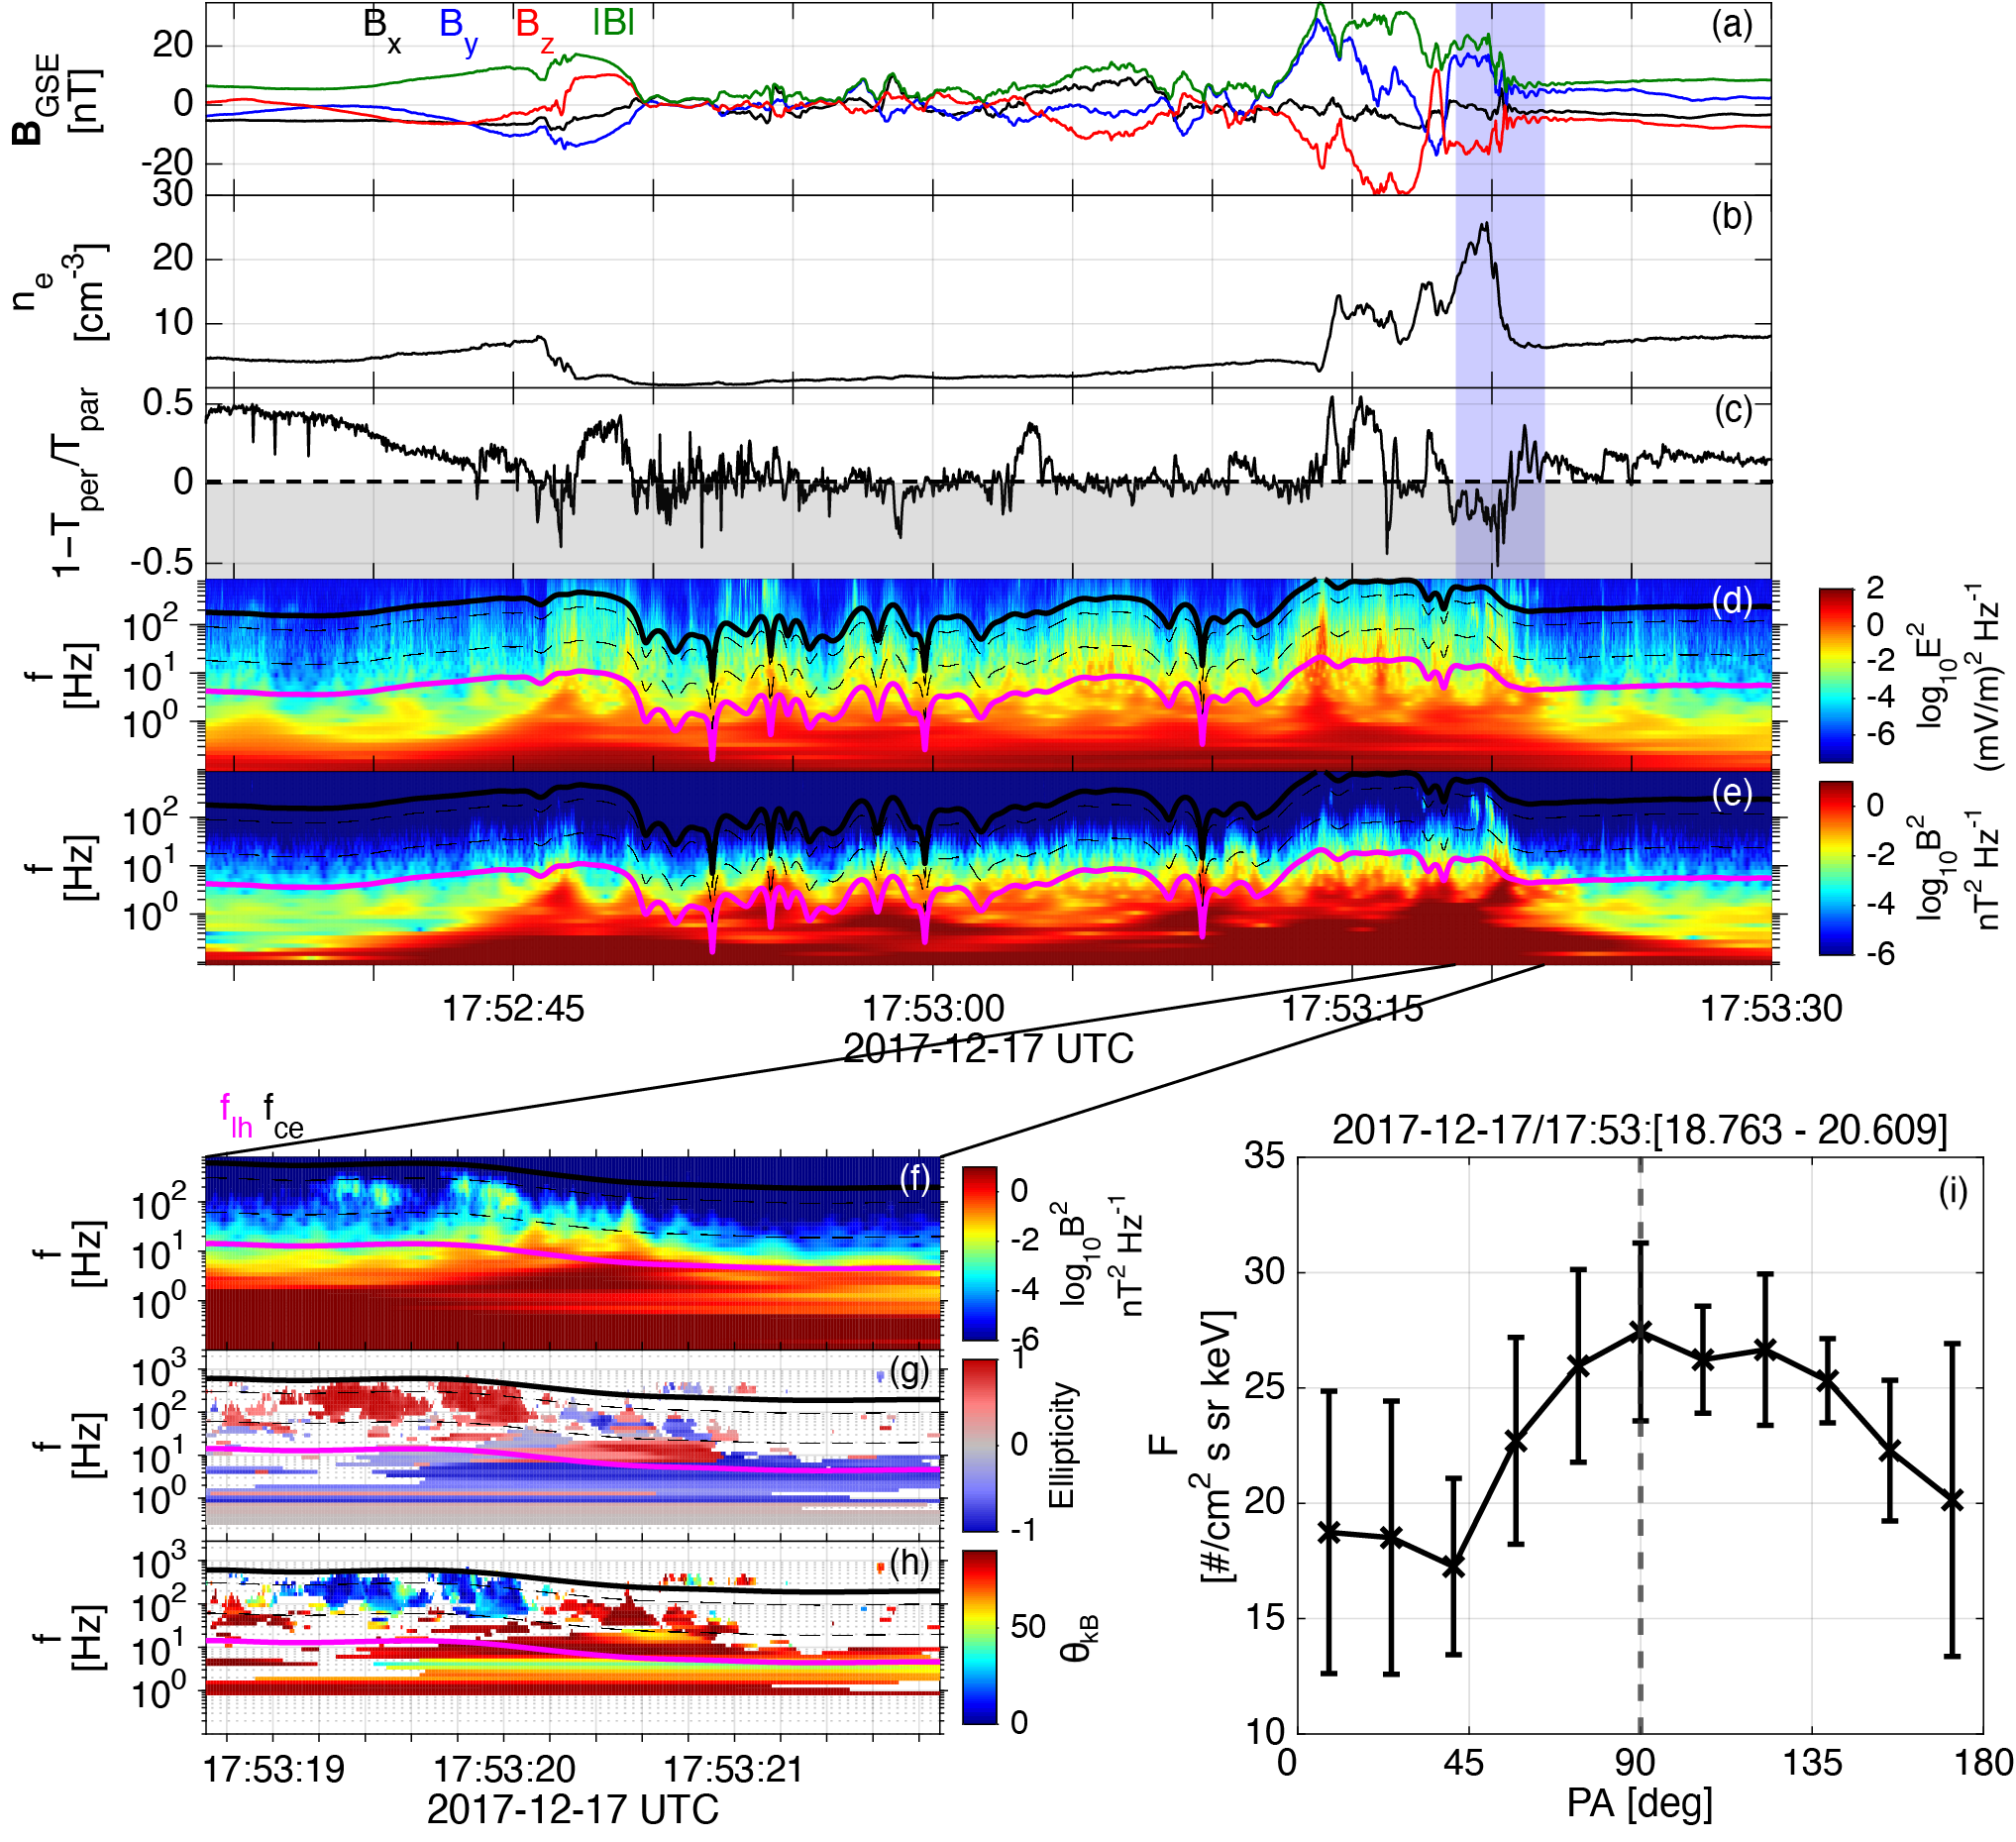 B_x B_y B_z |B|
(a)
B_GSE
[nT]
20
0
-20
(b)
n_e
[cm^-3]
30
20
10
(c)
1−T_per/T_par
0.5
0
-0.5
(d)
f
[Hz]
10^2
10^1
10^0
2
0
-2
-4
-6
log_10 E^2
(mV/m)^2 Hz^-1
(e)
f
[Hz]
10^2
10^1
10^0
0
-2
-4
-6
log_10 B^2
nT^2 Hz^-1
17:52:45 17:53:00 17:53:15 17:53:30
2017-12-17 UTC
f_lh f_ce
(f)
f
[Hz]
10^2
10^1
10^0
0
-2
-4
-6
log_10 B^2
nT^2 Hz^-1
(g)
f
[Hz]
10^3
10^2
10^1
10^0
1
0
-1
Ellipticity
(h)
f
[Hz]
10^3
10^2
10^1
10^0
50
0
θ_kB
17:53:19 17:53:20 17:53:21
2017-12-17 UTC
2017-12-17/17:53:[18.763 - 20.609]
(i)
F
[#/cm^2 s sr keV]
35
30
25
20
15
10
0 45 90 135 180
PA [deg]